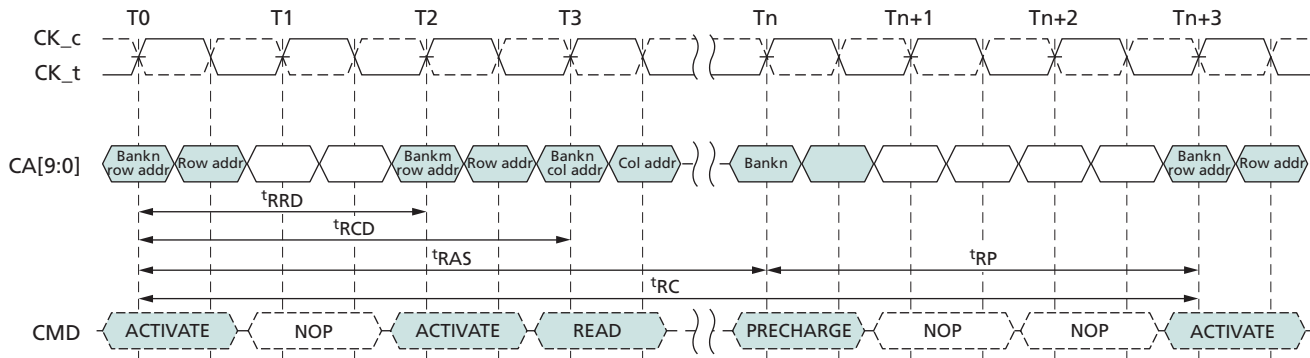 T0 T1 T2 T3 Tn Tn+1 Tn+2 Tn+3
CK_c
CK_t
CA[9:0]
Bankn row addr
Row addr
Bankm row addr
Row addr
Bankn col addr
Col addr
Bankn
Bankn row addr
Row addr
tRRD
tRCD
tRAS
tRP
tRC
CMD ACTIVATE NOP ACTIVATE READ PRECHARGE NOP NOP ACTIVATE